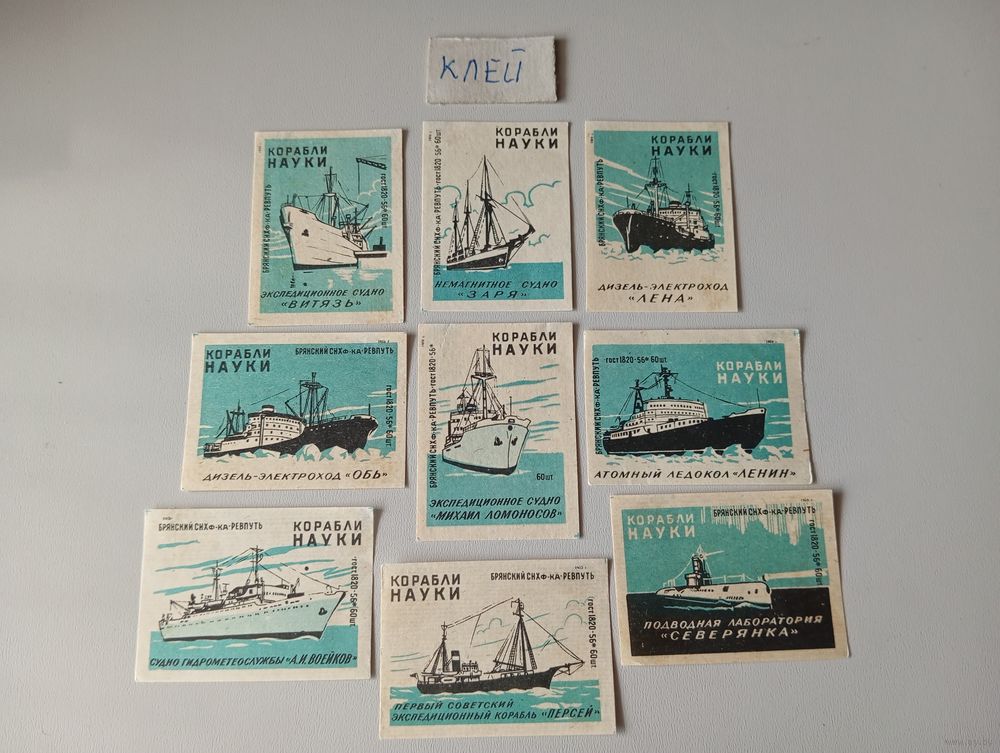 КЛЕЙ
КОРАБЛИ
НАУКИ
БРЯНСКИЙ СНХ·Ф-КА·РЕВПУТЬ
ГОСТ 1820-56* 60 ШТ.
ЭКСПЕДИЦИОННОЕ СУДНО
«ВИТЯЗЬ»
КОРАБЛИ
НАУКИ
БРЯНСКИЙ СНХ·Ф-КА·РЕВПУТЬ·ГОСТ 1820-56* 60 ШТ.
НЕМАГНИТНОЕ СУДНО
«ЗАРЯ»
КОРАБЛИ
НАУКИ
БРЯНСКИЙ СНХ·Ф-КА·РЕВПУТЬ
ГОСТ 1820-56* 60 ШТ.
ДИЗЕЛЬ-ЭЛЕКТРОХОД
«ЛЕНА»
КОРАБЛИ
НАУКИ
БРЯНСКИЙ СНХ·Ф-КА·РЕВПУТЬ
ГОСТ 1820-56* 60 ШТ.
ДИЗЕЛЬ-ЭЛЕКТРОХОД «ОБЬ»
КОРАБЛИ
НАУКИ
БРЯНСКИЙ СНХ·Ф-КА·РЕВПУТЬ·ГОСТ 1820-56*
60 ШТ.
ЭКСПЕДИЦИОННОЕ СУДНО
«МИХАИЛ ЛОМОНОСОВ»
ГОСТ 1820-56* 60 ШТ.
КОРАБЛИ
НАУКИ
БРЯНСКИЙ СНХ·Ф-КА·РЕВПУТЬ
АТОМНЫЙ ЛЕДОКОЛ «ЛЕНИН»
БРЯНСКИЙ СНХ·Ф-КА·РЕВПУТЬ
КОРАБЛИ
НАУКИ
ГОСТ 1820-56* 60 ШТ.
СУДНО ГИДРОМЕТЕОСЛУЖБЫ «А.И. ВОЕЙКОВ»
КОРАБЛИ
НАУКИ
БРЯНСКИЙ СНХ·Ф-КА·РЕВПУТЬ
ГОСТ 1820-56* 60 ШТ.
ПЕРВЫЙ СОВЕТСКИЙ
ЭКСПЕДИЦИОННЫЙ КОРАБЛЬ «ПЕРСЕЙ»
КОРАБЛИ
НАУКИ
БРЯНСКИЙ СНХ·Ф-КА·РЕВПУТЬ
ГОСТ 1820-56* 60 ШТ.
ПОДВОДНАЯ ЛАБОРАТОРИЯ
«СЕВЕРЯНКА»